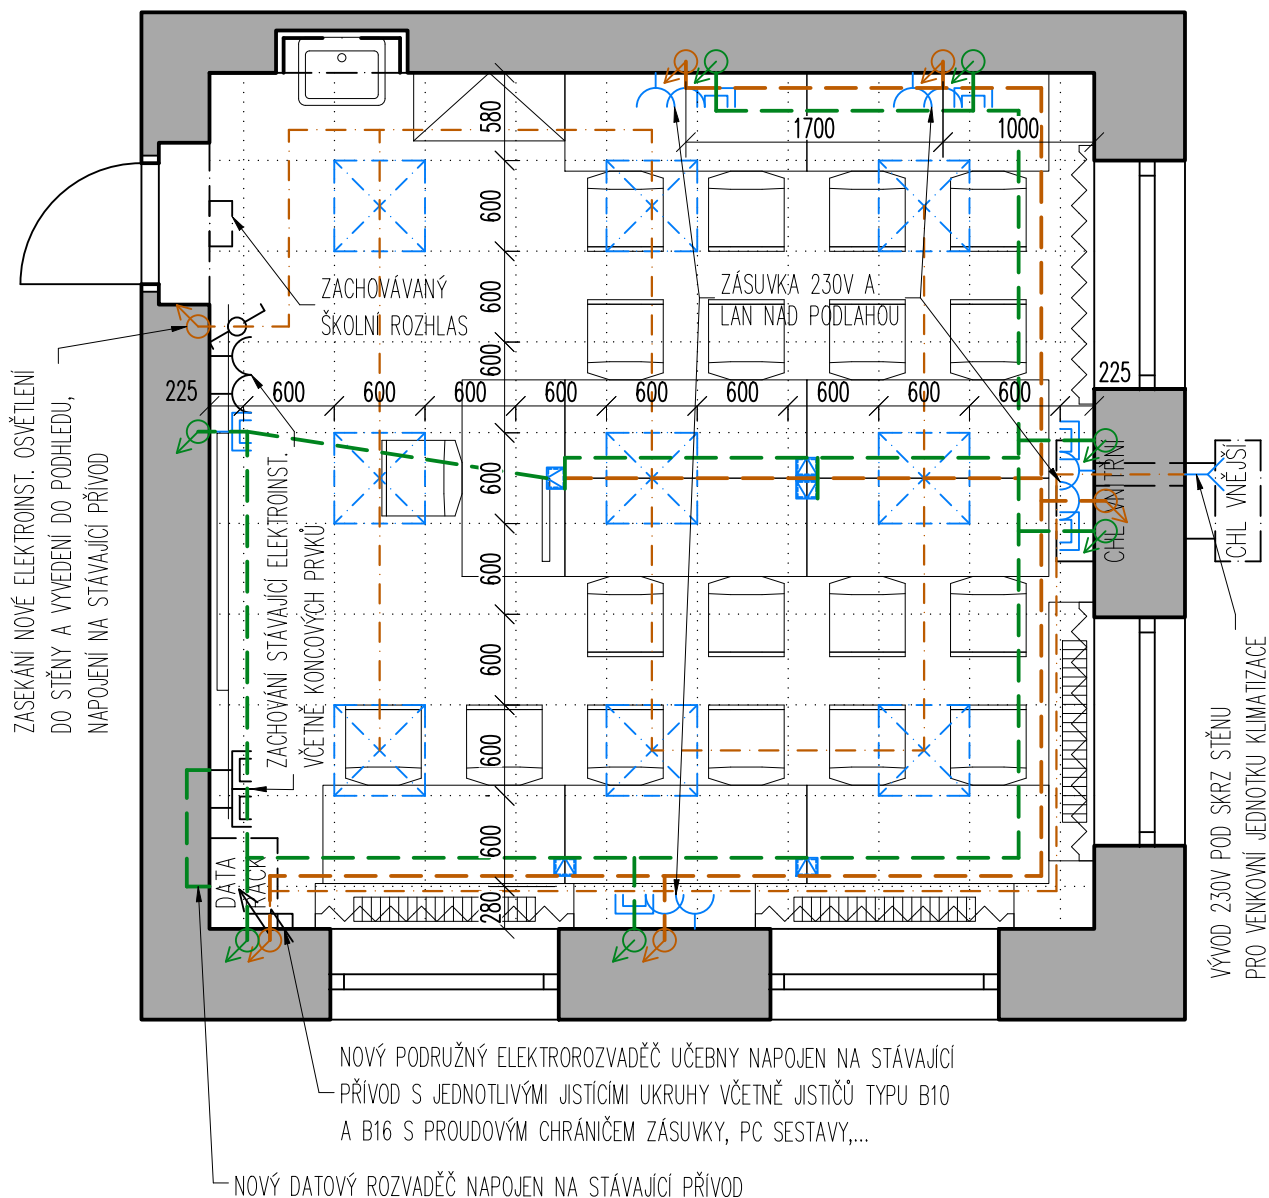 580
1700
1000
600
600
ZACHOVÁVANÝ
ŠKOLNÍ ROZHLAS
ZÁSUVKA 230V A
LAN NAD PODLAHOU
600
225
600
600
600
600
600
600
600
600
600
225
ZASEKÁNÍ NOVÉ ELEKTROINST. OSVĚTLENÍ
DO STĚNY A VYVEDENÍ DO PODHLEDU,
NAPOJENÍ NA STÁVAJÍCÍ PŘÍVOD
ZACHOVÁNÍ STÁVAJÍCÍ ELEKTROINST.
VČETNĚ KONCOVÝCH PRVKŮ
600
600
600
600
600
280
CHL VNITŘNÍ
CHL VNĚJŠÍ
VÝVOD 230V POD SKRZ STĚNU
PRO VENKOVNÍ JEDNOTKU KLIMATIZACE
DATA
RACK
NOVÝ PODRUŽNÝ ELEKTROROZVADĚČ UČEBNY NAPOJEN NA STÁVAJÍCÍ
PŘÍVOD S JEDNOTLIVÝMI JISTÍCÍMI UKRUHY VČETNĚ JISTIČŮ TYPU B10
A B16 S PROUDOVÝM CHRÁNIČEM ZÁSUVKY, PC SESTAVY,...
NOVÝ DATOVÝ ROZVADĚČ NAPOJEN NA STÁVAJÍCÍ PŘÍVOD